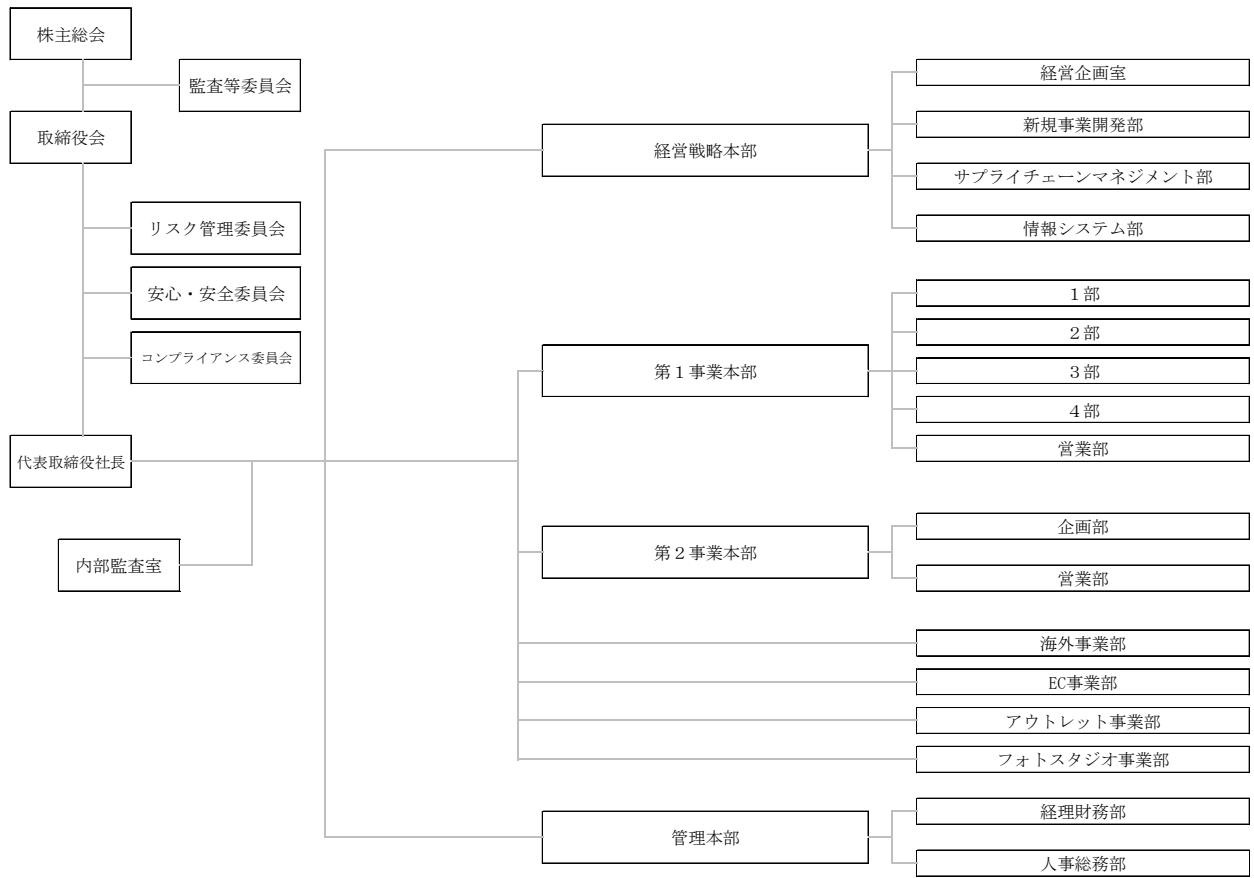 株主総会
監査等委員会
取締役会
リスク管理委員会
安心・安全委員会
コンプライアンス委員会
代表取締役社長
内部監査室
経営戦略本部
経営企画室
新規事業開発部
サプライチェーンマネジメント部
情報システム部
第１事業本部
１部
２部
３部
４部
営業部
第２事業本部
企画部
営業部
海外事業部
EC事業部
アウトレット事業部
フォトスタジオ事業部
管理本部
経理財務部
人事総務部